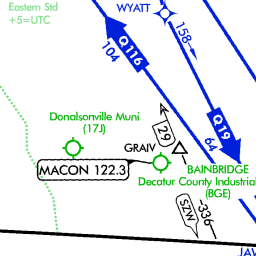 Eastern Std
+5=UTC
WYATT
158
Q116
104
Donalsonville Muni
(17J)
29
Q19
64
GRAIV
MACON 122.3
BAINBRIDGE
Decatur County Industrial
(BGE)
SZW
336
JAV